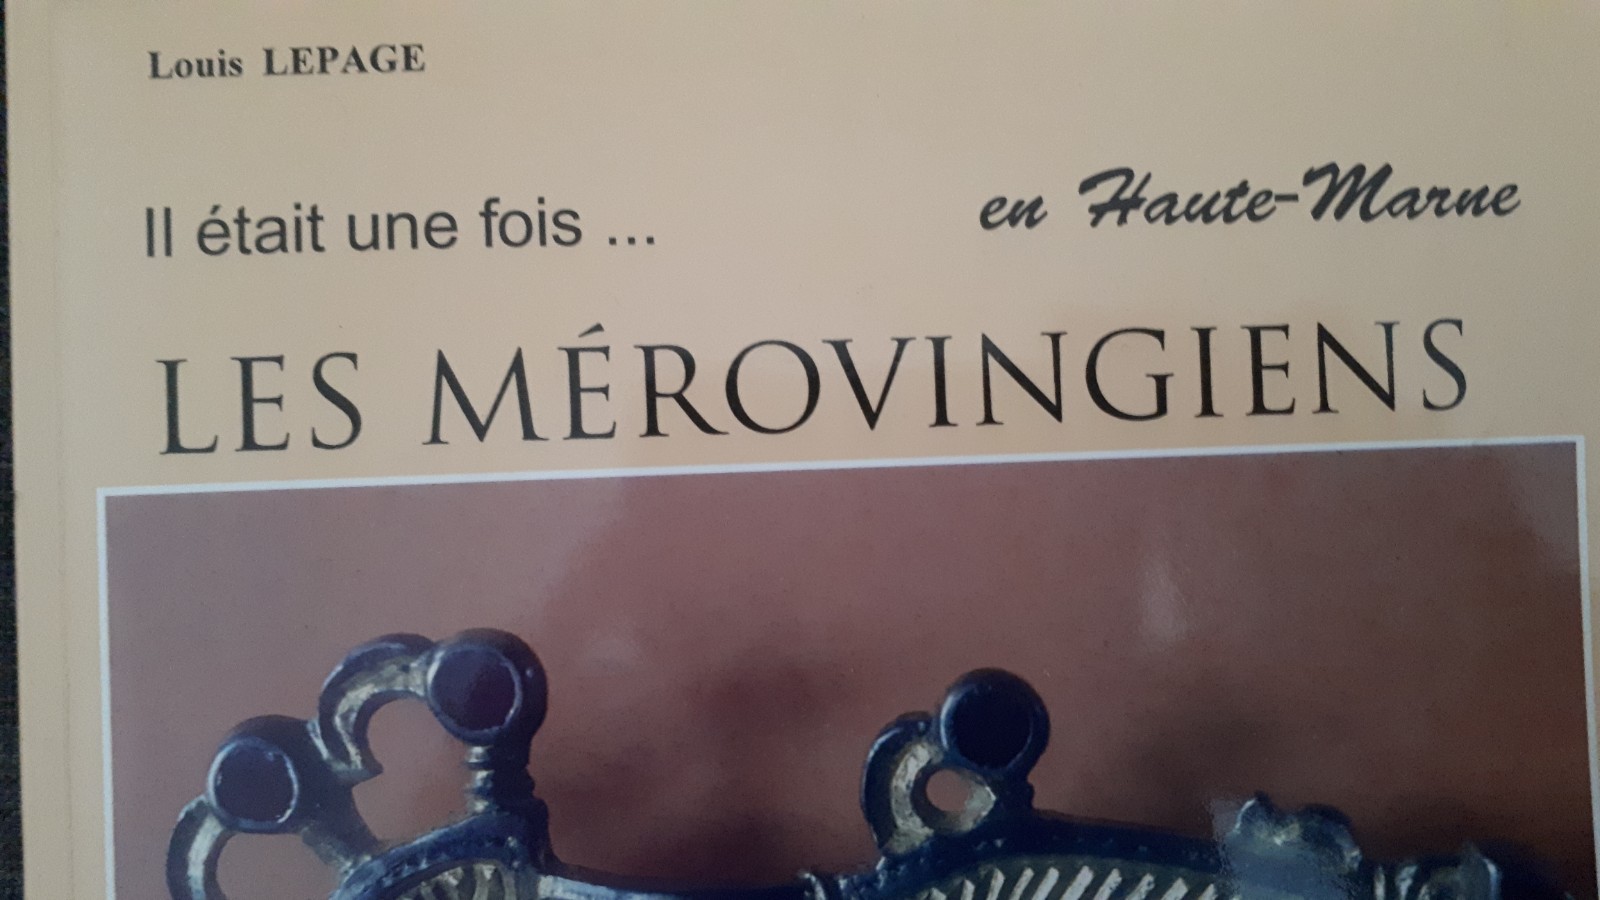 Louis LEPAGE
Il était une fois ...
en Haute-Marne
LES MÉROVINGIENS